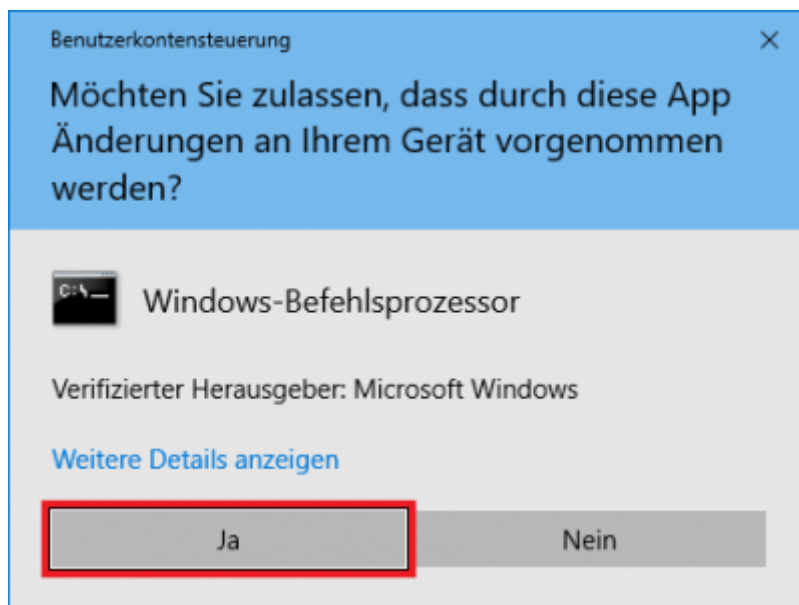 Benutzerkontensteuerung
Möchten Sie zulassen, dass durch diese App
Änderungen an Ihrem Gerät vorgenommen
werden?
C:\_
Windows-Befehlsprozessor
Verifizierter Herausgeber: Microsoft Windows
Weitere Details anzeigen
Ja
Nein